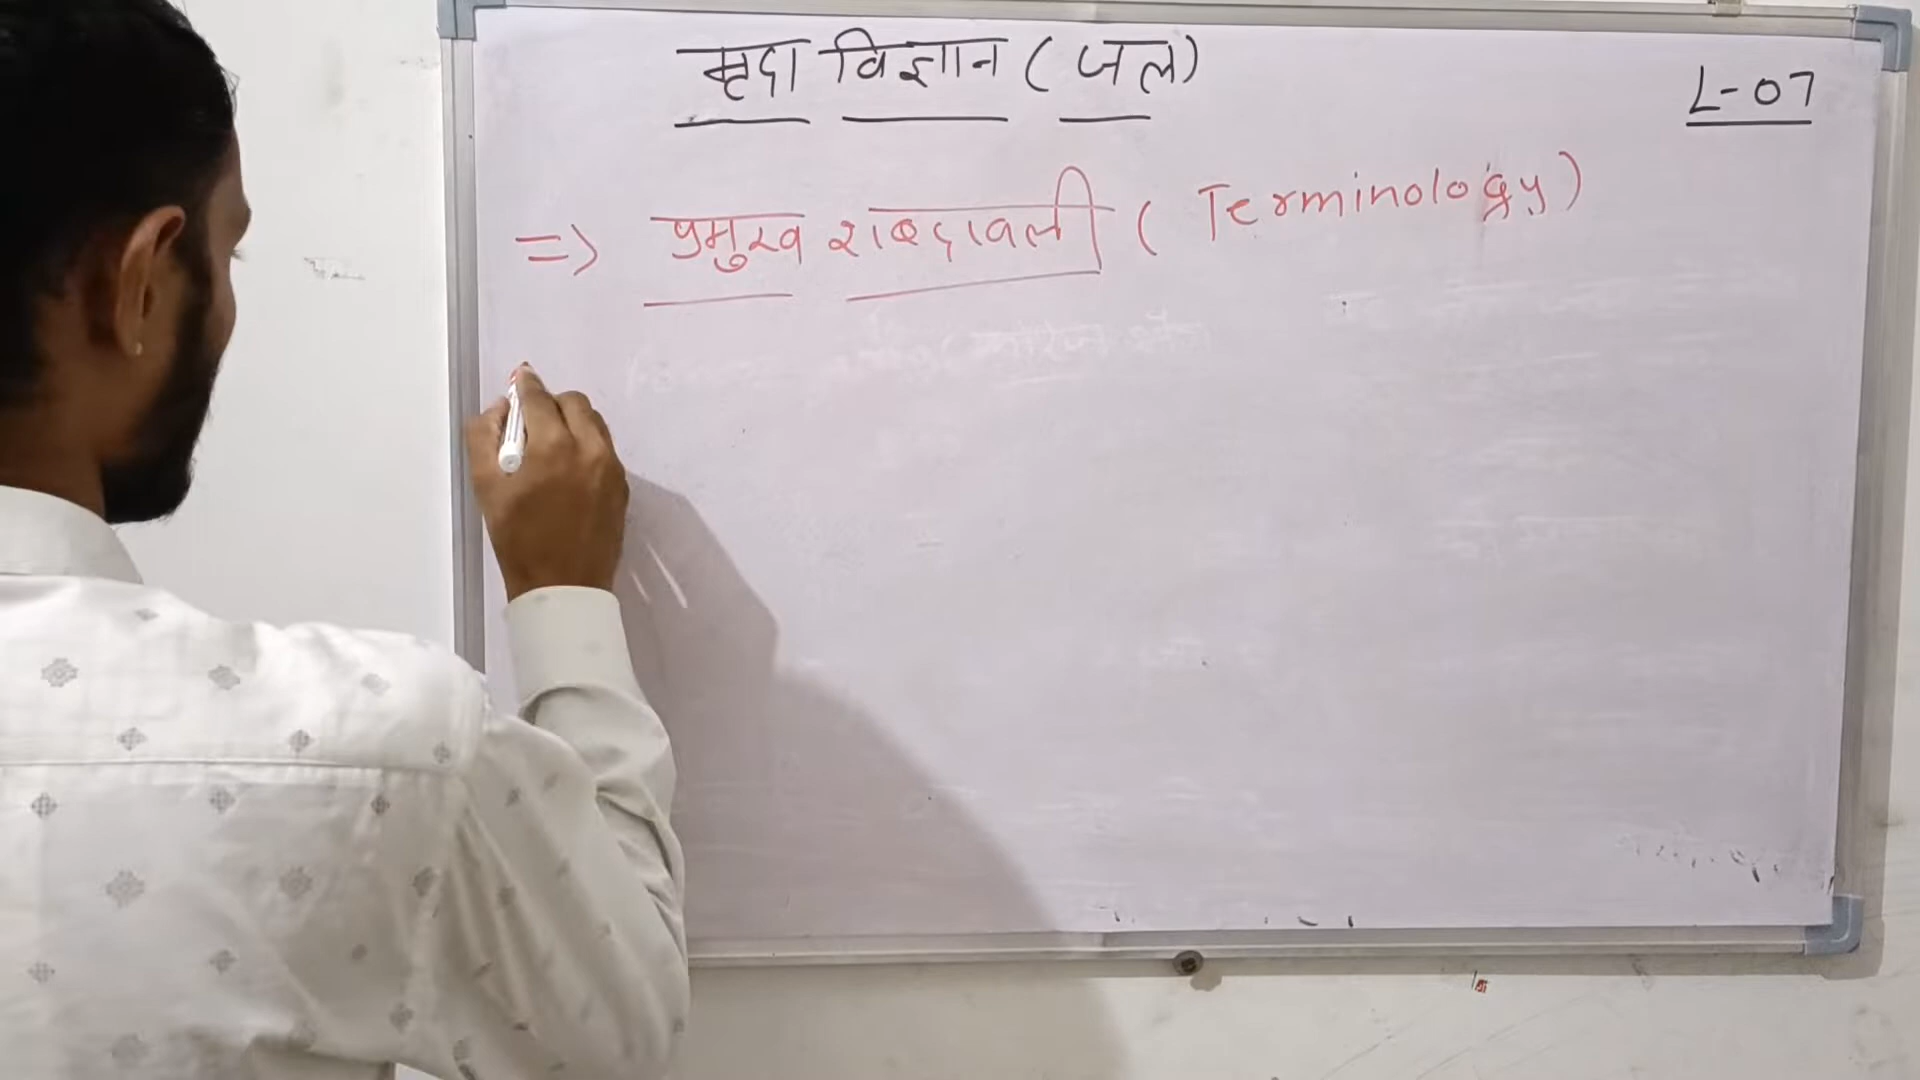 मृदा विज्ञान (जल)
L-07
=> प्रमुख शब्दावली (Terminology)